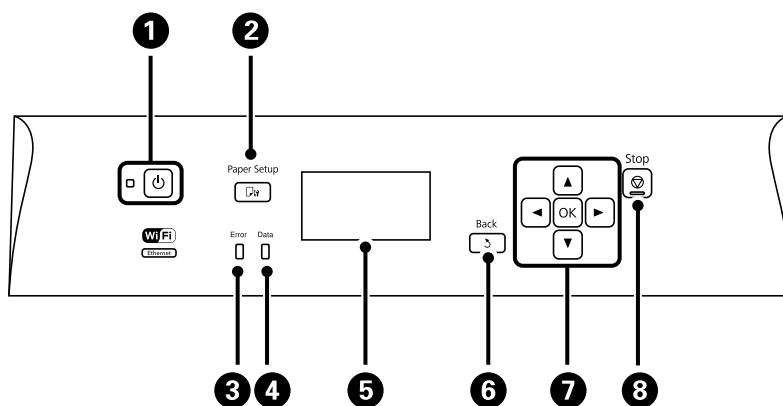 1 2
Paper Setup
Stop
OK
Back
WiFi
Ethernet
Error Data
3 4 5 6 7 8